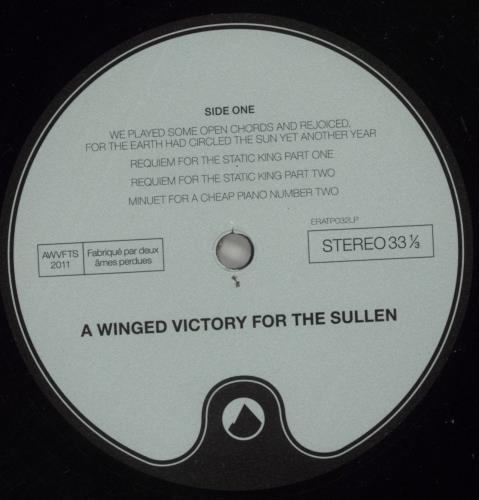 SIDE ONE
WE PLAYED SOME OPEN CHORDS AND REJOICED,
FOR THE EARTH HAD CIRCLED THE SUN YET ANOTHER YEAR
REQUIEM FOR THE STATIC KING PART ONE
REQUIEM FOR THE STATIC KING PART TWO
MINUET FOR A CHEAP PIANO NUMBER TWO
ERATP032LP
STEREO 33 ⅓
AWVFTS
2011
Fabriqué par deux
âmes perdues
A WINGED VICTORY FOR THE SULLEN